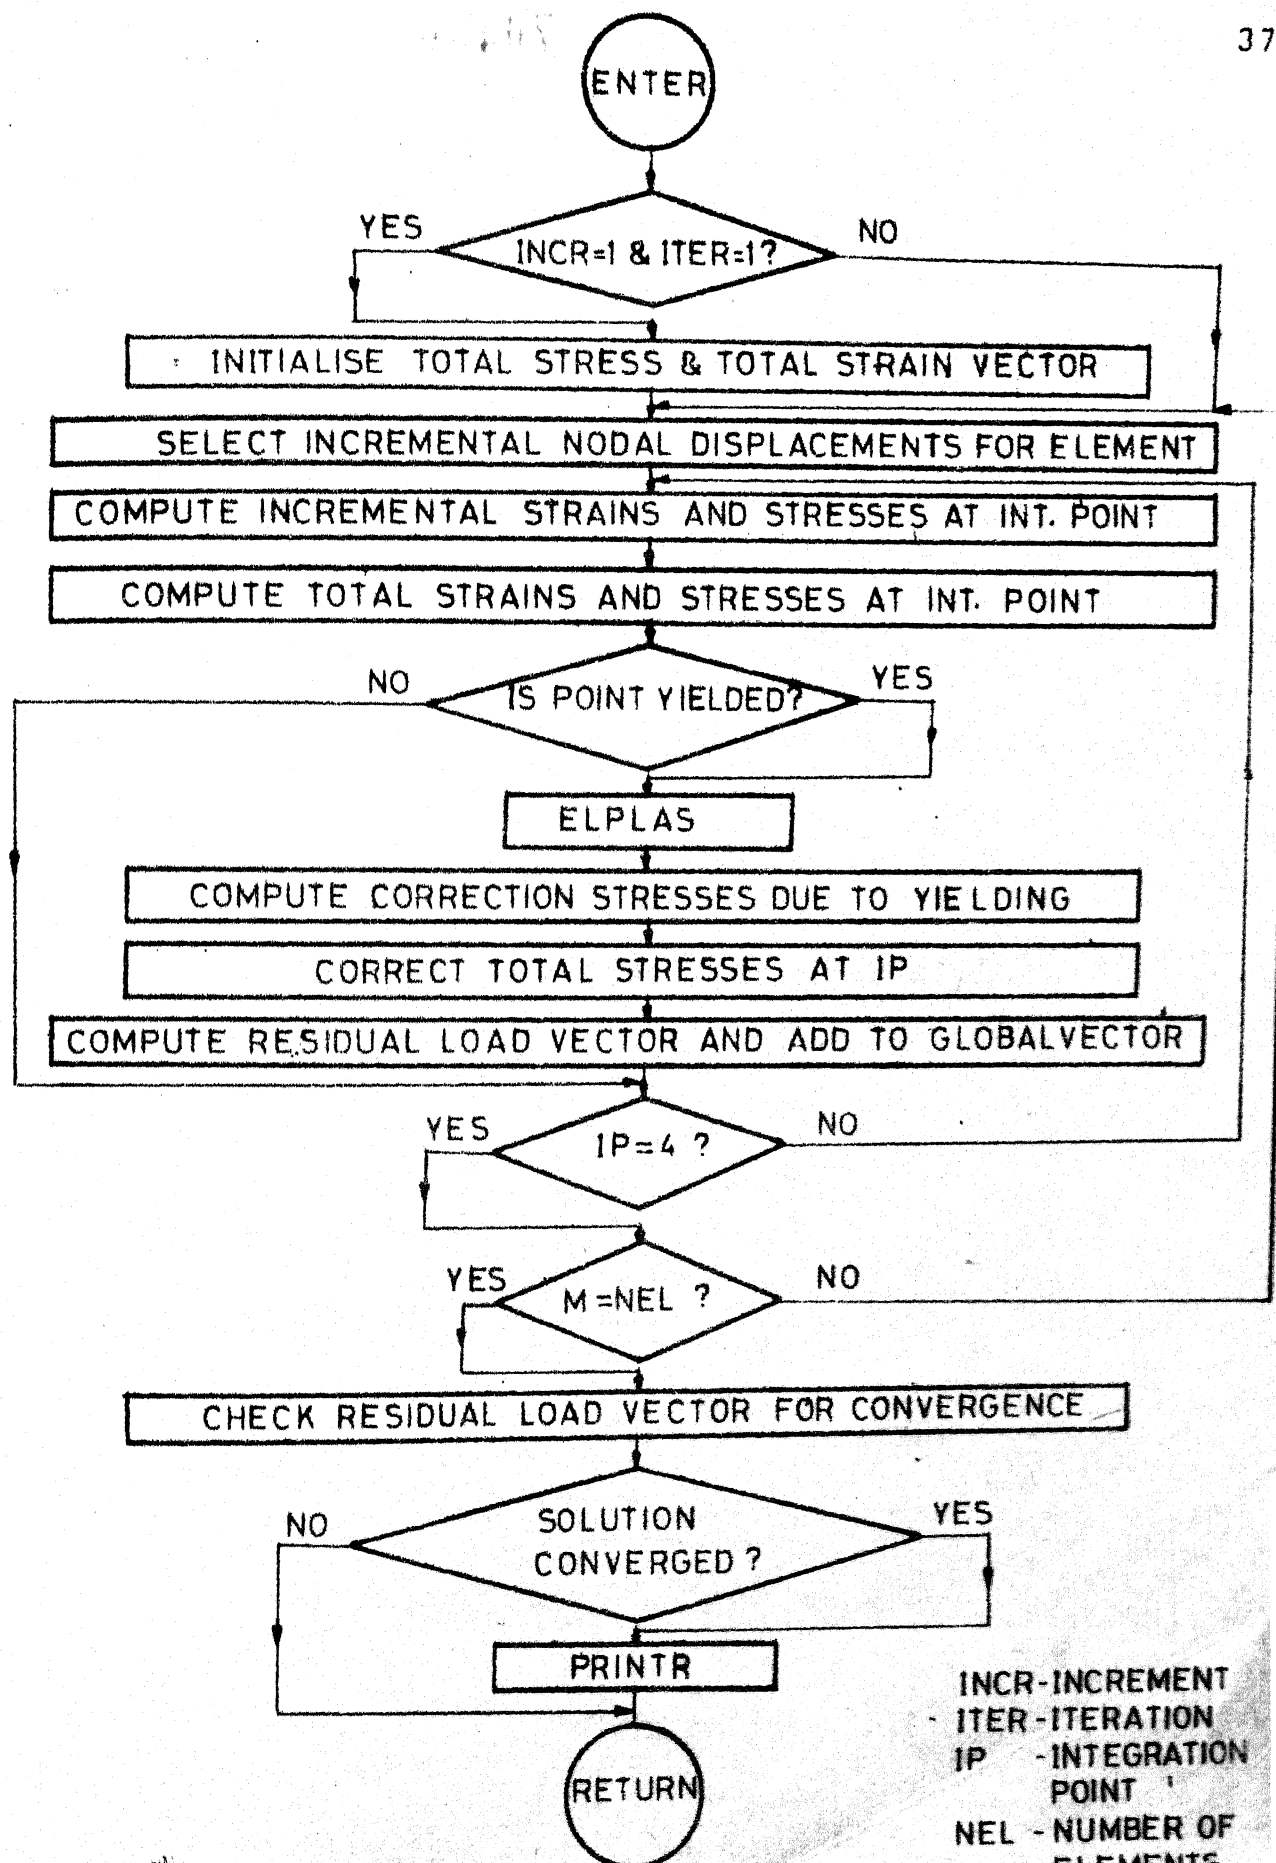 37
ENTER
YES
NO
INCR=1 & ITER=1?
INITIALISE TOTAL STRESS & TOTAL STRAIN VECTOR
SELECT INCREMENTAL NODAL DISPLACEMENTS FOR ELEMENT
COMPUTE INCREMENTAL STRAINS AND STRESSES AT INT. POINT
COMPUTE TOTAL STRAINS AND STRESSES AT INT. POINT
NO
YES
IS POINT YIELDED?
ELPLAS
COMPUTE CORRECTION STRESSES DUE TO YIELDING
CORRECT TOTAL STRESSES AT IP
COMPUTE RESIDUAL LOAD VECTOR AND ADD TO GLOBALVECTOR
YES
NO
IP=4 ?
YES
NO
M=NEL ?
CHECK RESIDUAL LOAD VECTOR FOR CONVERGENCE
NO
YES
SOLUTION
CONVERGED ?
PRINTR
RETURN
INCR-INCREMENT
ITER-ITERATION
IP -INTEGRATION
POINT
NEL -NUMBER OF
ELEMENTS